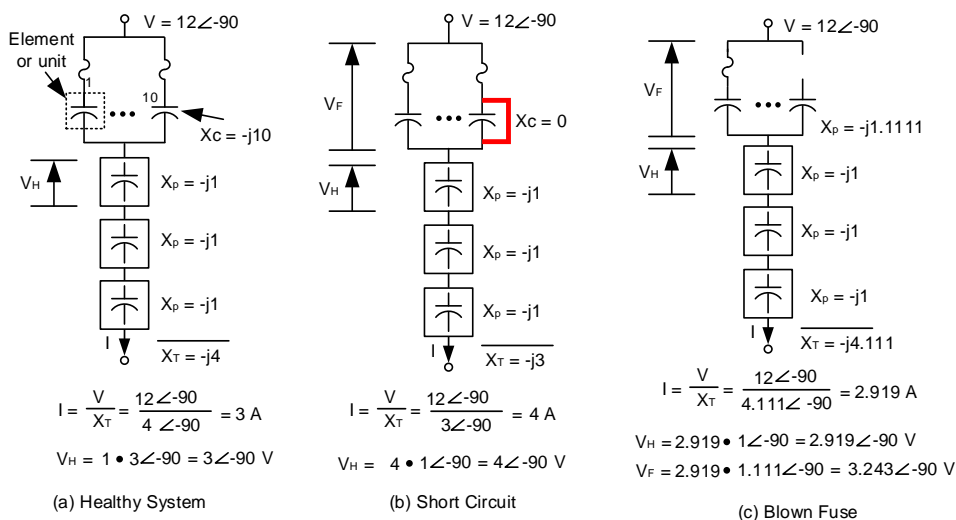 V = 12∠-90
Element
or unit
1
10
•••
Xc = -j10
VH
Xp = -j1
Xp = -j1
Xp = -j1
I
XT = -j4
I = V/XT = 12∠-90/4 ∠-90 = 3 A
VH = 1 • 3∠-90 = 3∠-90 V
(a) Healthy System
V = 12∠-90
VF
•••
Xc = 0
VH
Xp = -j1
Xp = -j1
Xp = -j1
I
XT = -j3
I = V/XT = 12∠-90/3∠-90 = 4 A
VH = 4 • 1∠-90 = 4∠-90 V
(b) Short Circuit
V = 12∠-90
VF
•••
Xp = -j1.1111
VH
Xp = -j1
Xp = -j1
Xp = -j1
I
XT = -j4.111
I = V/XT = 12∠-90/4.111∠ -90 = 2.919 A
VH = 2.919 • 1∠-90 = 2.919∠-90 V
VF = 2.919 • 1.111∠-90 = 3.243∠-90 V
(c) Blown Fuse